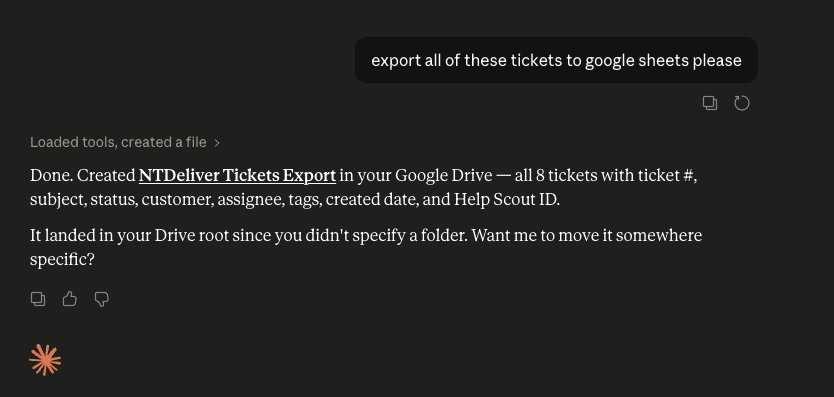 export all of these tickets to google sheets please
Loaded tools, created a file >
Done. Created NTDeliver Tickets Export in your Google Drive — all 8 tickets with ticket #,
subject, status, customer, assignee, tags, created date, and Help Scout ID.
It landed in your Drive root since you didn't specify a folder. Want me to move it somewhere
specific?